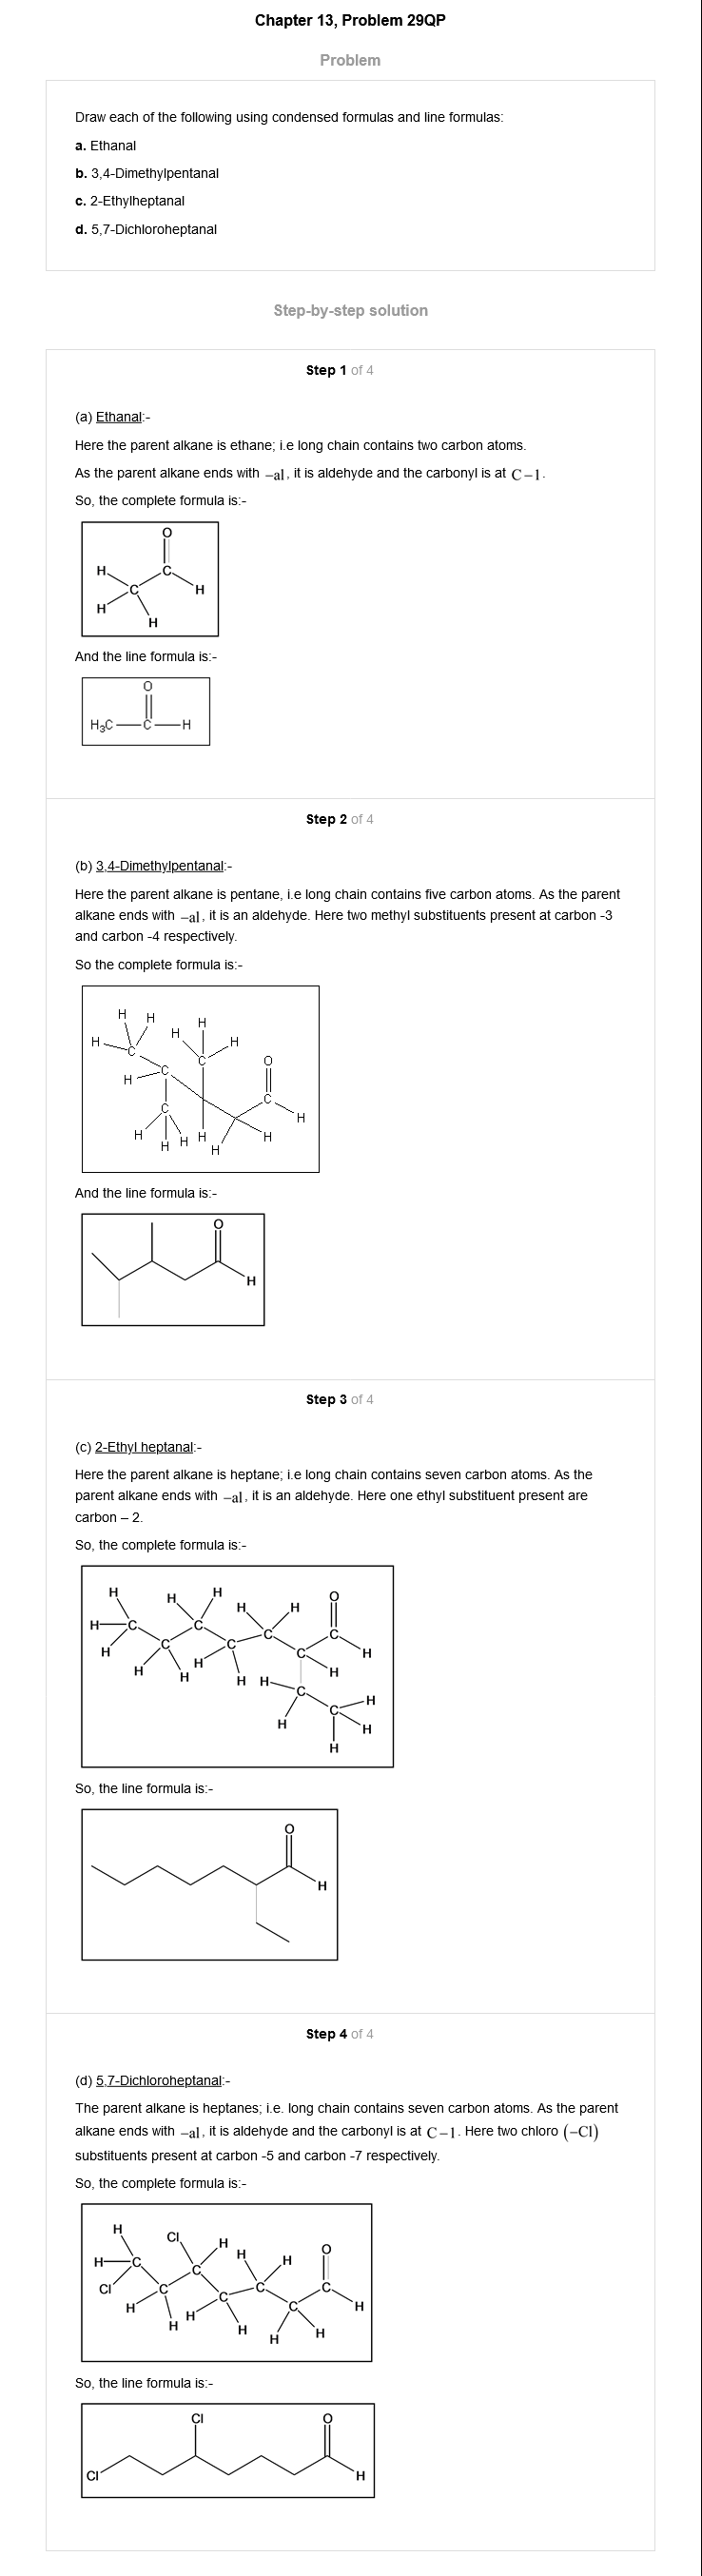 Chapter 13, Problem 29QP
Problem
Draw each of the following using condensed formulas and line formulas:
a. Ethanal
b. 3,4-Dimethylpentanal
c. 2-Ethylheptanal
d. 5,7-Dichloroheptanal
Step-by-step solution
Step 1 of 4
(a) Ethanal:-
Here the parent alkane is ethane; i.e long chain contains two carbon atoms.
As the parent alkane ends with –al, it is aldehyde and the carbonyl is at C–1.
So, the complete formula is:-
O
H C
C H
H
H
And the line formula is:-
O
H3C C H
Step 2 of 4
(b) 3,4-Dimethylpentanal:-
Here the parent alkane is pentane, i.e long chain contains five carbon atoms. As the parent
alkane ends with –al, it is an aldehyde. Here two methyl substituents present at carbon -3
and carbon -4 respectively.
So the complete formula is:-
H H H
H
H H
C C O
H C
C C
H
H H H H H
H
And the line formula is:-
O
H
Step 3 of 4
(c) 2-Ethyl heptanal:-
Here the parent alkane is heptane; i.e long chain contains seven carbon atoms. As the
parent alkane ends with –al, it is an aldehyde. Here one ethyl substituent present are
carbon – 2.
So, the complete formula is:-
H H H O
H H
H C C C C
H C C C H
H H H H
H H C
H C H
H
H
So, the line formula is:-
O
H
Step 4 of 4
(d) 5,7-Dichloroheptanal:-
The parent alkane is heptanes; i.e. long chain contains seven carbon atoms. As the parent
alkane ends with –al, it is aldehyde and the carbonyl is at C–1. Here two chloro (–Cl)
substituents present at carbon -5 and carbon -7 respectively.
So, the complete formula is:-
H Cl H O
H H
H C C
Cl C C C
H C C H
H H H
H H
So, the line formula is:-
Cl O
Cl H